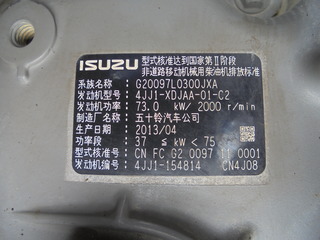 ISUZU 型式核准达到国家第Ⅱ阶段
非道路移动机械用柴油机排放标准
系族名称: G20097L0300JXA
发动机型号: 4JJ1-XDJAA-01-C2
发动机功率: 73.0 kW/ 2000 r/min
生产厂名称: 五十铃汽车公司
生产日期: 2013/04
功率段: 37 ≤ kW < 75
型式核准号: CN FC G2 0097 11 0001
发动机编号: 4JJ1-154814 CN4J08